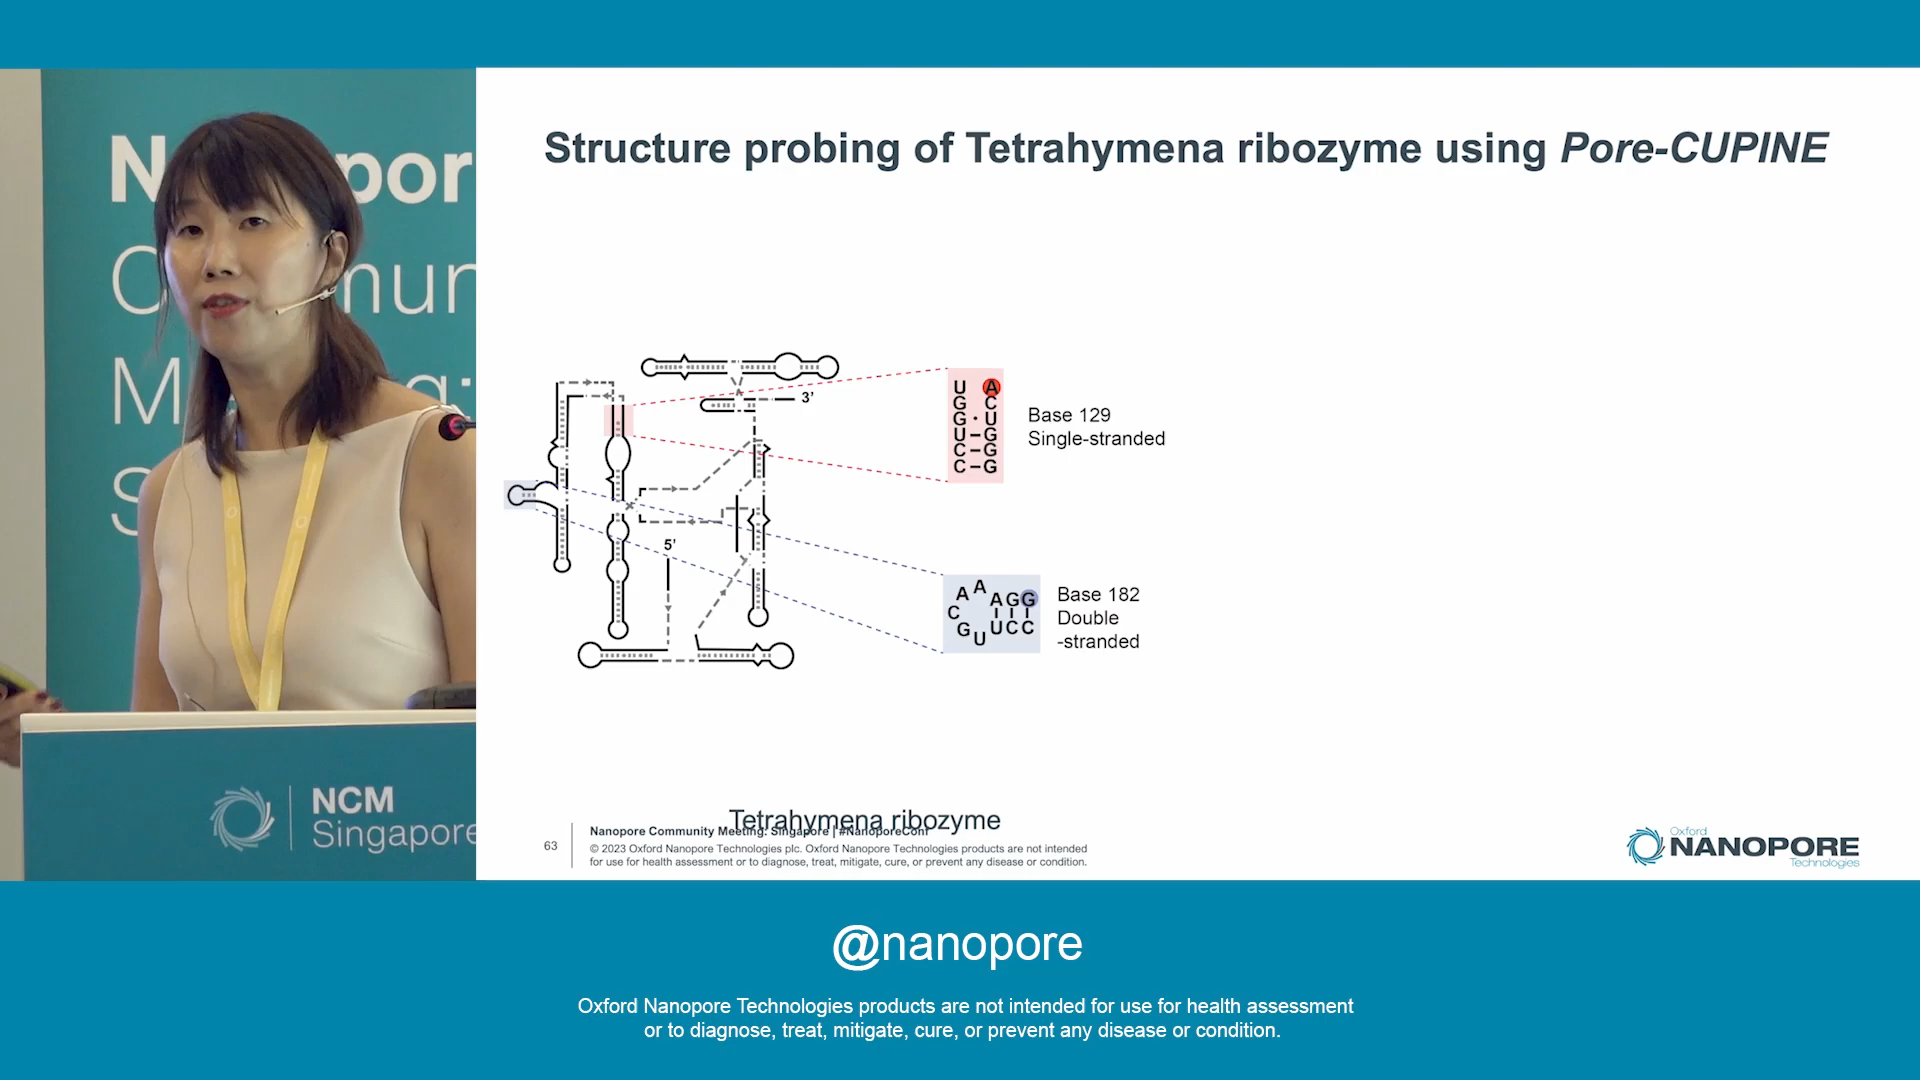 Structure probing of Tetrahymena ribozyme using Pore-CUPINE
N por
C mun
M g:
S
3’
5’
U A
G C
G · U
U – G
C – G
C – G
Base 129
Single-stranded
A A A G G
C
G U U C C
Base 182
Double
-stranded
Tetrahymena ribozyme
63
Nanopore Community Meeting: Singapore | #NanoporeConf
© 2023 Oxford Nanopore Technologies plc. Oxford Nanopore Technologies products are not intended
for use for health assessment or to diagnose, treat, mitigate, cure, or prevent any disease or condition.
Oxford
NANOPORE
Technologies
NCM
Singapore
@nanopore
Oxford Nanopore Technologies products are not intended for use for health assessment
or to diagnose, treat, mitigate, cure, or prevent any disease or condition.